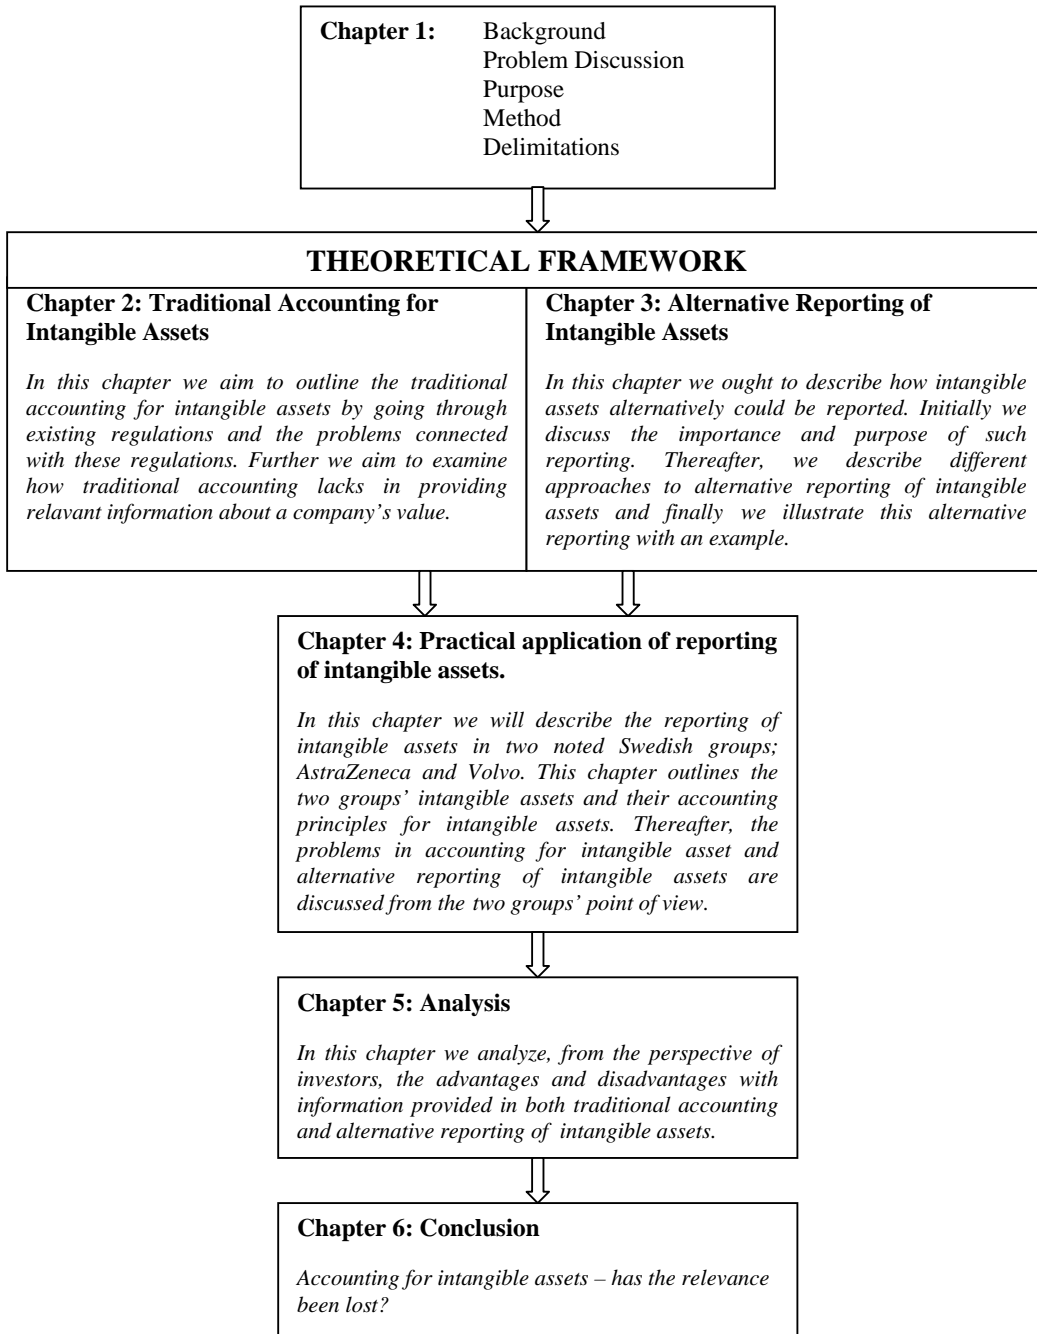 Chapter 1: Background
Problem Discussion
Purpose
Method
Delimitations
THEORETICAL FRAMEWORK
Chapter 2: Traditional Accounting for
Intangible Assets
In this chapter we aim to outline the traditional
accounting for intangible assets by going through
existing regulations and the problems connected
with these regulations. Further we aim to examine
how traditional accounting lacks in providing
relavant information about a company’s value.
Chapter 3: Alternative Reporting of
Intangible Assets
In this chapter we ought to describe how intangible
assets alternatively could be reported. Initially we
discuss the importance and purpose of such
reporting. Thereafter, we describe different
approaches to alternative reporting of intangible
assets and finally we illustrate this alternative
reporting with an example.
Chapter 4: Practical application of reporting
of intangible assets.
In this chapter we will describe the reporting of
intangible assets in two noted Swedish groups;
AstraZeneca and Volvo. This chapter outlines the
two groups’ intangible assets and their accounting
principles for intangible assets. Thereafter, the
problems in accounting for intangible asset and
alternative reporting of intangible assets are
discussed from the two groups’ point of view.
Chapter 5: Analysis
In this chapter we analyze, from the perspective of
investors, the advantages and disadvantages with
information provided in both traditional accounting
and alternative reporting of intangible assets.
Chapter 6: Conclusion
Accounting for intangible assets – has the relevance
been lost?